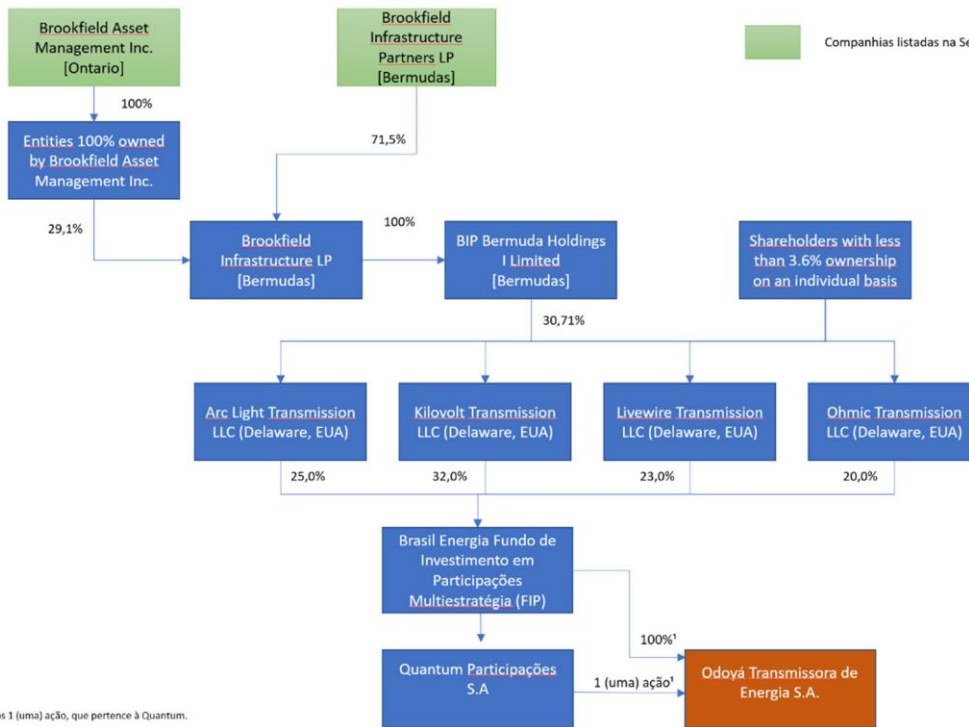 Brookfield Asset
Management Inc.
[Ontario]
Brookfield
Infrastructure
Partners LP
[Bermudas]
Companhias listadas na Se
100%
71,5%
Entities 100% owned
by Brookfield Asset
Management Inc.
29,1%
100%
Brookfield
Infrastructure LP
[Bermudas]
BIP Bermuda Holdings
I Limited
[Bermudas]
Shareholders with less
than 3.6% ownership
on an individual basis
30,71%
Arc Light Transmission
LLC (Delaware, EUA)
Kilovolt Transmission
LLC (Delaware, EUA)
Livewire Transmission
LLC (Delaware, EUA)
Ohmic Transmission
LLC (Delaware, EUA)
25,0%
32,0%
23,0%
20,0%
Brasil Energia Fundo de
Investimento em
Participações
Multiestratégia (FIP)
100%¹
Quantum Participações
S.A
1 (uma) ação¹
Odoyá Transmissora de
Energia S.A.
os 1 (uma) ação, que pertence à Quantum.